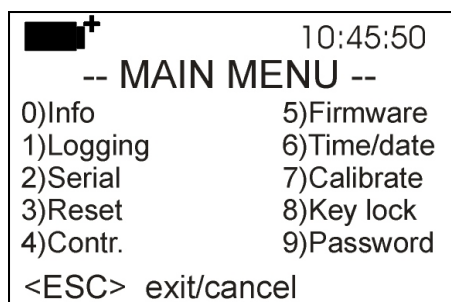 10:45:50
-- MAIN MENU --
0)Info 5)Firmware
1)Logging 6)Time/date
2)Serial 7)Calibrate
3)Reset 8)Key lock
4)Contr. 9)Password
<ESC> exit/cancel